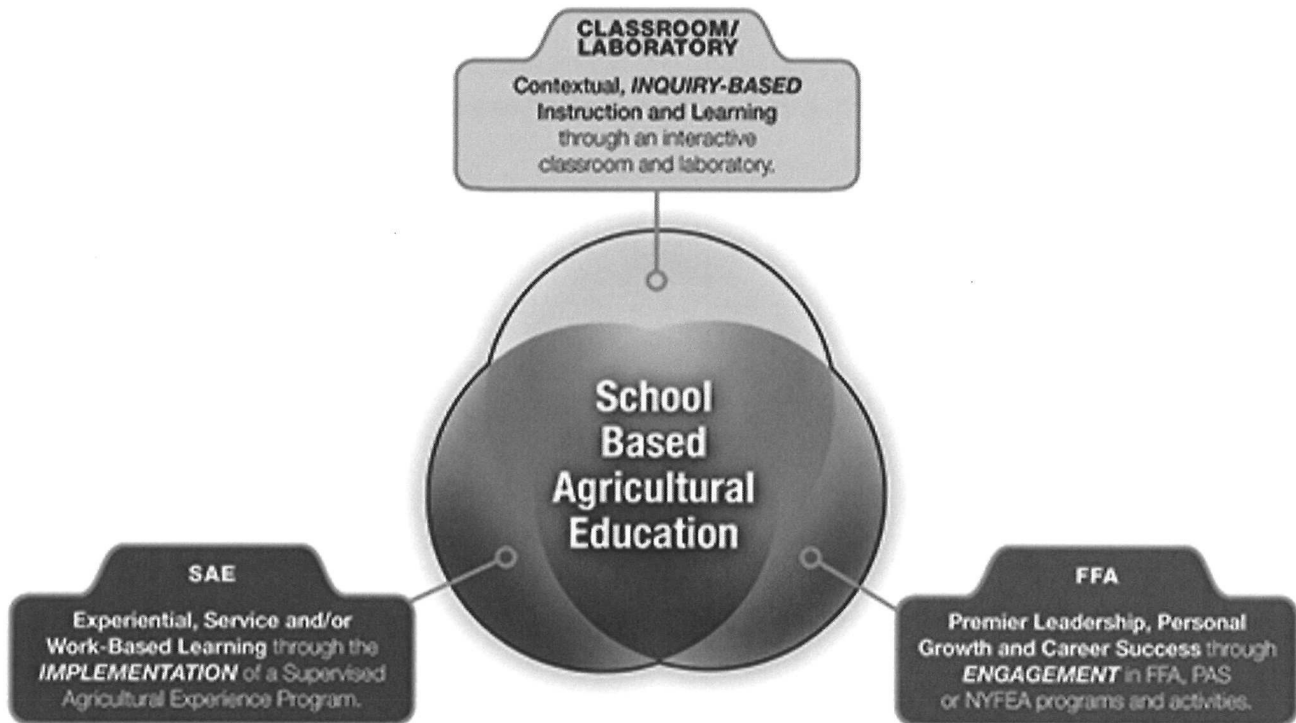 CLASSROOM/
LABORATORY
Contextual, INQUIRY-BASED
Instruction and Learning
through an interactive
classroom and laboratory.
School
Based
Agricultural
Education
SAE
Experiential, Service and/or
Work-Based Learning through the
IMPLEMENTATION of a Supervised
Agricultural Experience Program.
FFA
Premier Leadership, Personal
Growth and Career Success through
ENGAGEMENT in FFA, PAS
or NYFEA programs and activities.